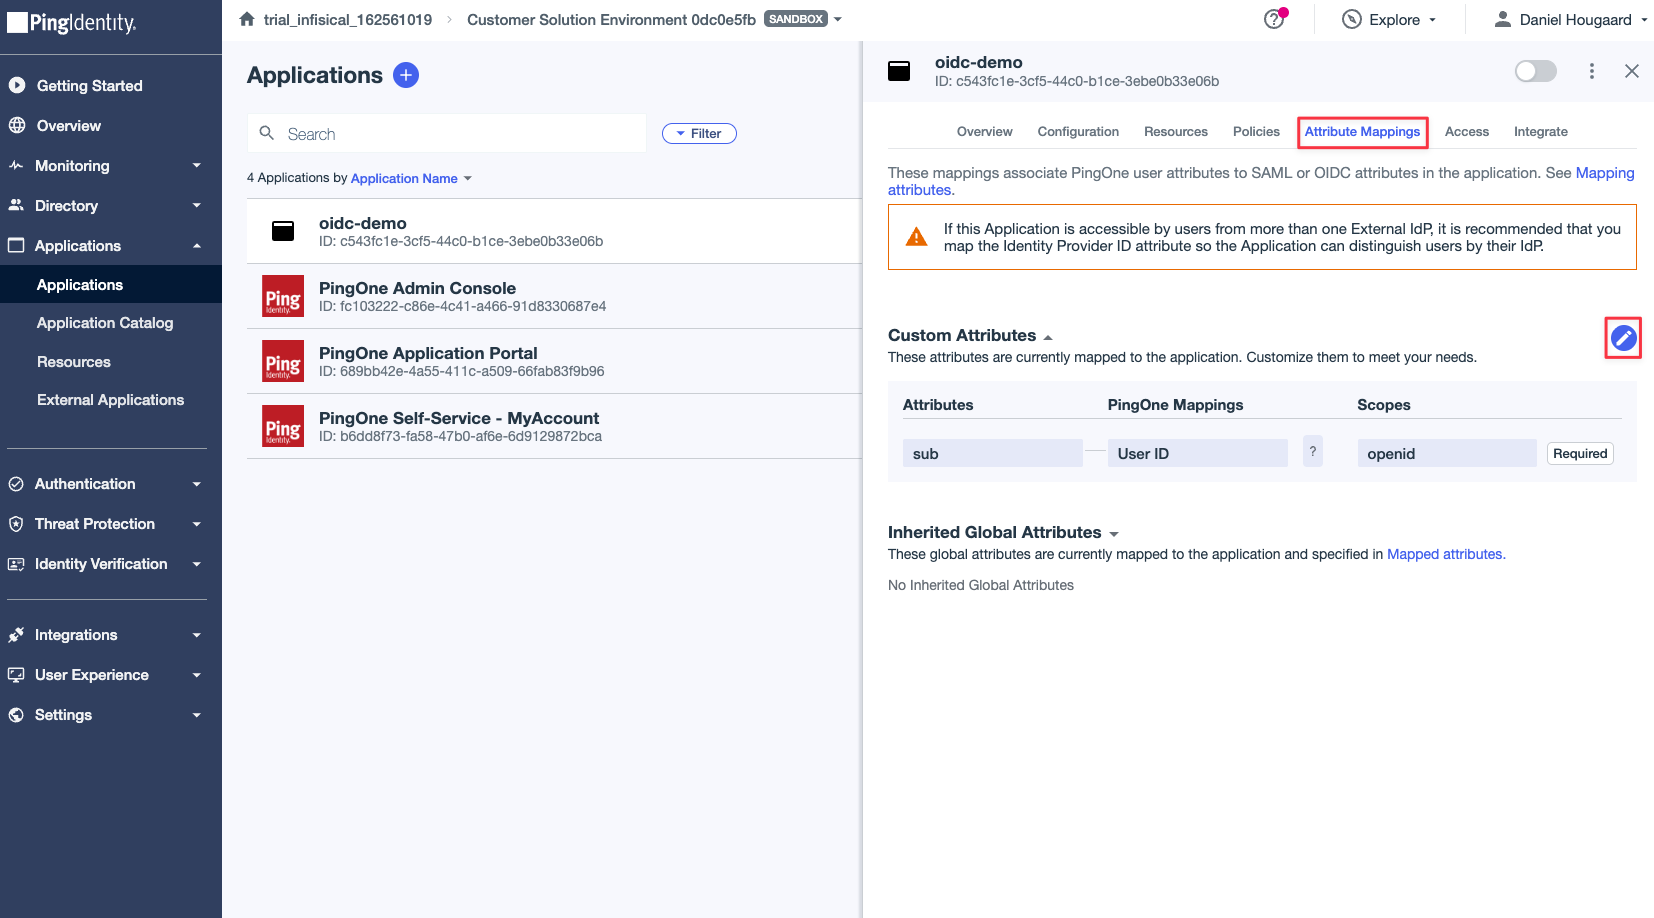 PingIdentity.
Getting Started
Overview
Monitoring
Directory
Applications
Applications
Application Catalog
Resources
External Applications
Authentication
Threat Protection
Identity Verification
Integrations
User Experience
Settings
trial_infisical_162561019 > Customer Solution Environment 0dc0e5fb SANDBOX
? Explore Daniel Hougaard
Applications +
Search Filter
4 Applications by Application Name
oidc-demo
ID: c543fc1e-3cf5-44c0-b1ce-3ebe0b33e06b
Ping Identity.
PingOne Admin Console
ID: fc103222-c86e-4c41-a466-91d8330687e4
Ping Identity.
PingOne Application Portal
ID: 689bb42e-4a55-411c-a509-66fab83f9b96
Ping Identity.
PingOne Self-Service - MyAccount
ID: b6dd8f73-fa58-47b0-af6e-6d9129872bca
oidc-demo
ID: c543fc1e-3cf5-44c0-b1ce-3ebe0b33e06b
Overview Configuration Resources Policies Attribute Mappings Access Integrate
These mappings associate PingOne user attributes to SAML or OIDC attributes in the application. See Mapping
attributes.
If this Application is accessible by users from more than one External IdP, it is recommended that you
map the Identity Provider ID attribute so the Application can distinguish users by their IdP.
Custom Attributes
These attributes are currently mapped to the application. Customize them to meet your needs.
Attributes PingOne Mappings Scopes
sub User ID ? openid Required
Inherited Global Attributes
These global attributes are currently mapped to the application and specified in Mapped attributes.
No Inherited Global Attributes